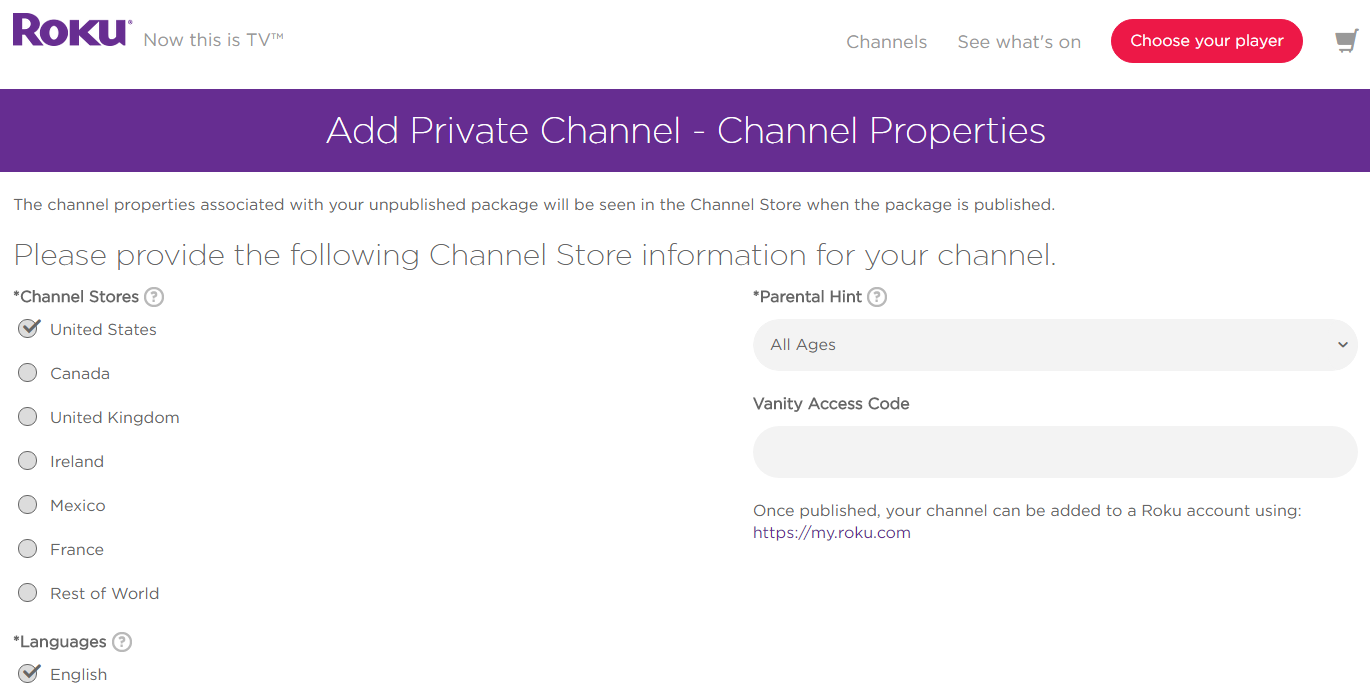 ROKU® Now this is TV™
Channels See what's on Choose your player
Add Private Channel - Channel Properties
The channel properties associated with your unpublished package will be seen in the Channel Store when the package is published.
Please provide the following Channel Store information for your channel.
*Channel Stores ?
United States
Canada
United Kingdom
Ireland
Mexico
France
Rest of World
*Languages ?
English
*Parental Hint ?
All Ages
Vanity Access Code
Once published, your channel can be added to a Roku account using:
https://my.roku.com